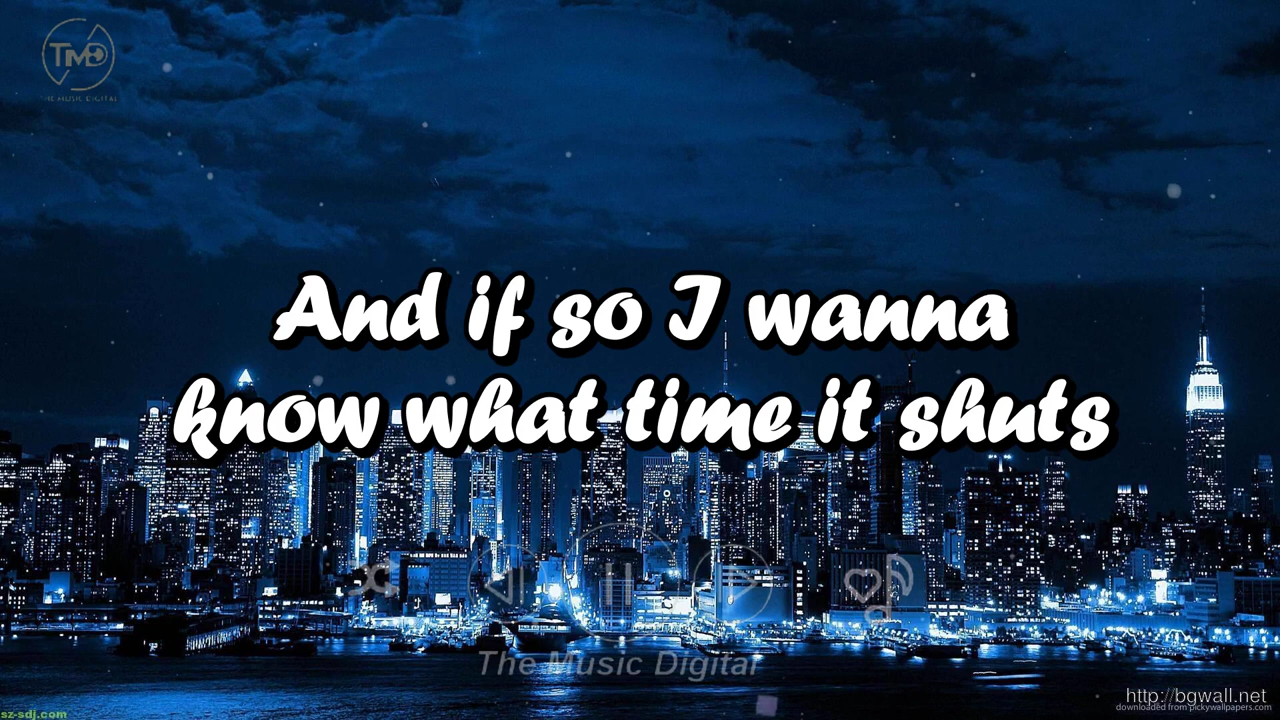 TMD
THE MUSIC DIGITAL
And if so I wanna
know what time it shuts
The Music Digital
http://bgwall.net
downloaded from pickywallpapers.com
sz-sdj.com